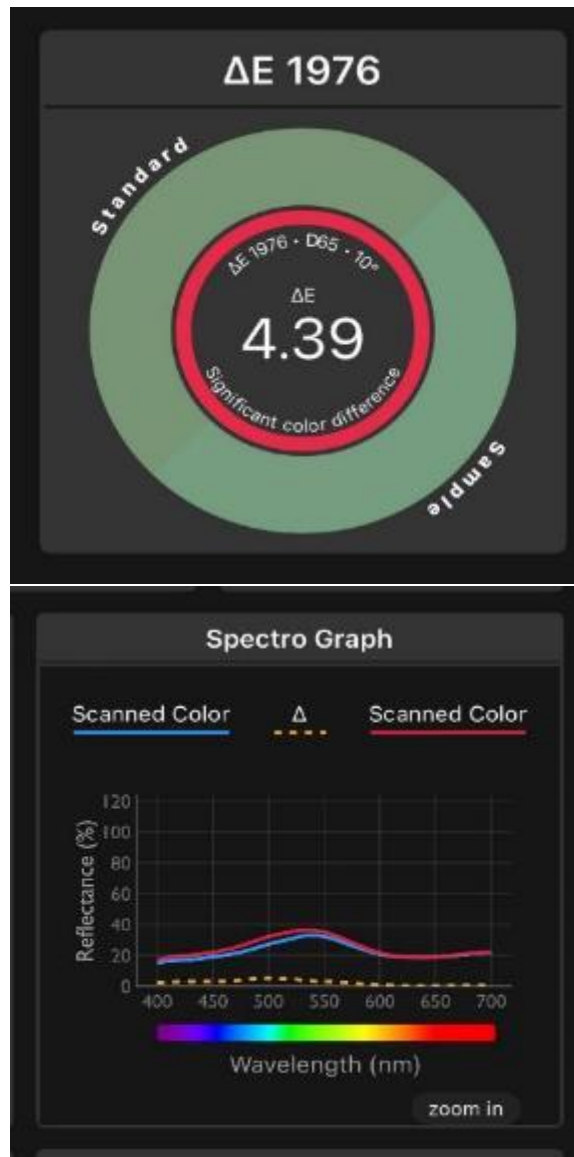 ΔE 1976
Standard
ΔE 1976 • D65 • 10°
ΔE
4.39
Significant color difference
Sample
Spectro Graph
Scanned Color Δ Scanned Color
Reflectance (%)
120
100
80
60
40
20
0
400 450 500 550 600 650 700
Wavelength (nm)
zoom in